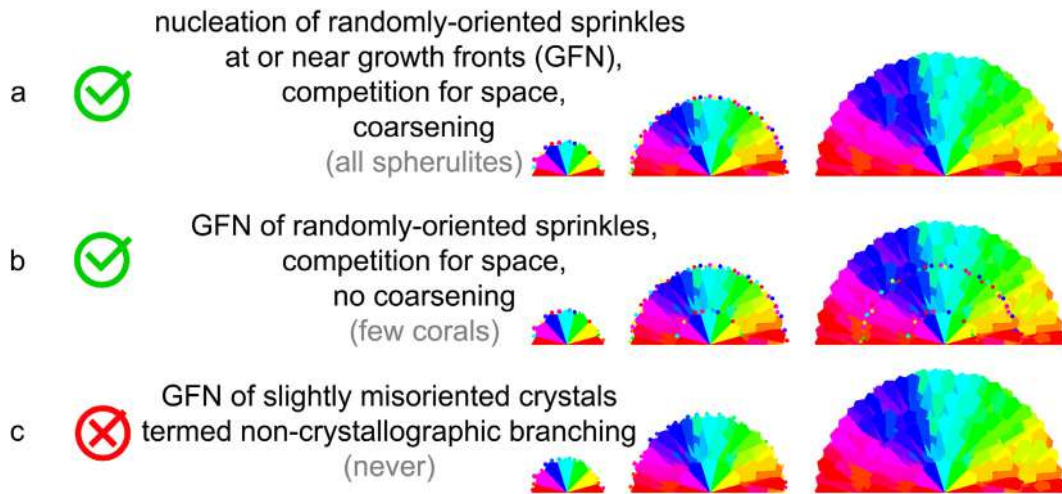 nucleation of randomly-oriented sprinkles
at or near growth fronts (GFN),
a
competition for space,
coarsening
(all spherulites)
GFN of randomly-oriented sprinkles,
b
competition for space,
no coarsening
(few corals)
GFN of slightly misoriented crystals
c
termed non-crystallographic branching
(never)